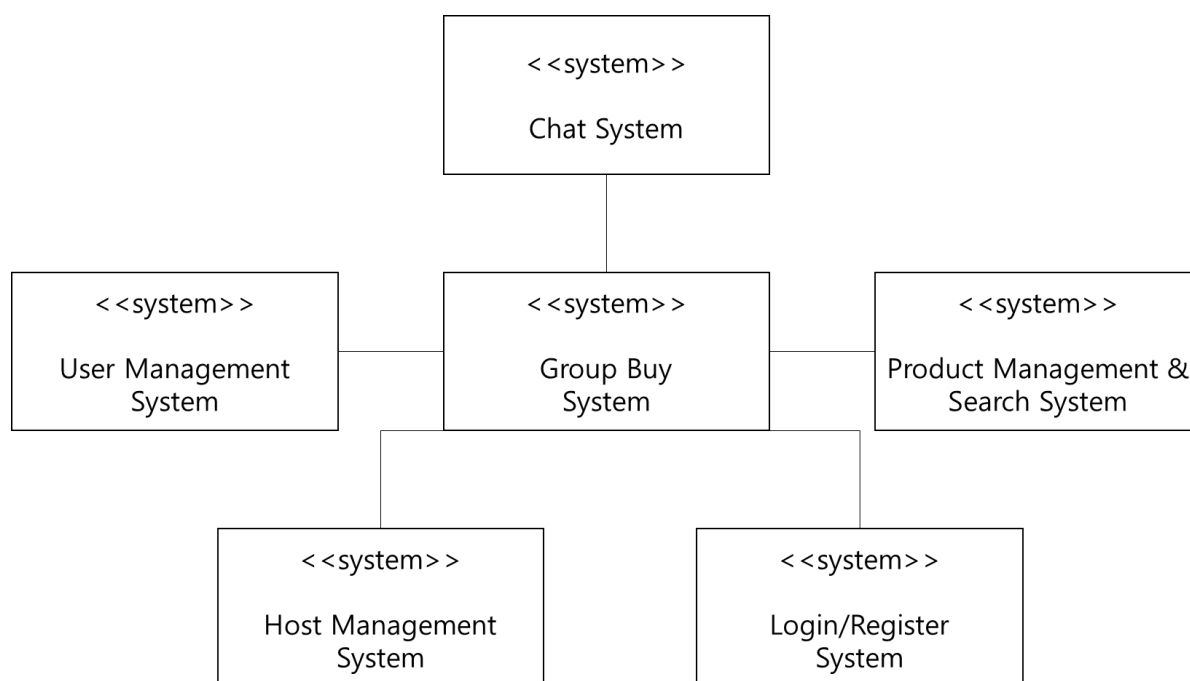 <<system>>
Chat System
<<system>>
User Management
System
<<system>>
Group Buy
System
<<system>>
Product Management &
Search System
<<system>>
Host Management
System
<<system>>
Login/Register
System